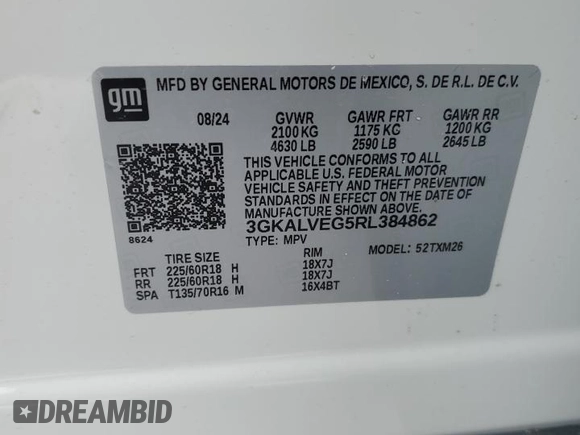 gm
MFD BY GENERAL MOTORS DE MEXICO, S. DE R.L. DE C.V.
08/24 GVWR GAWR FRT GAWR RR
2100 KG 1175 KG 1200 KG
4630 LB 2590 LB 2645 LB
THIS VEHICLE CONFORMS TO ALL
APPLICABLE U.S. FEDERAL MOTOR
VEHICLE SAFETY AND THEFT PREVENTION
STANDARDS IN EFFECT ON THE DATE OF
MANUFACTURE SHOWN ABOVE.
3GKALVEG5RL384862
8624
TYPE: MPV MODEL: 52TXM26
TIRE SIZE RIM
FRT 225/60R18 H 18X7J
RR 225/60R18 H 18X7J
SPA T135/70R16 M 16X4BT
DREAMBID